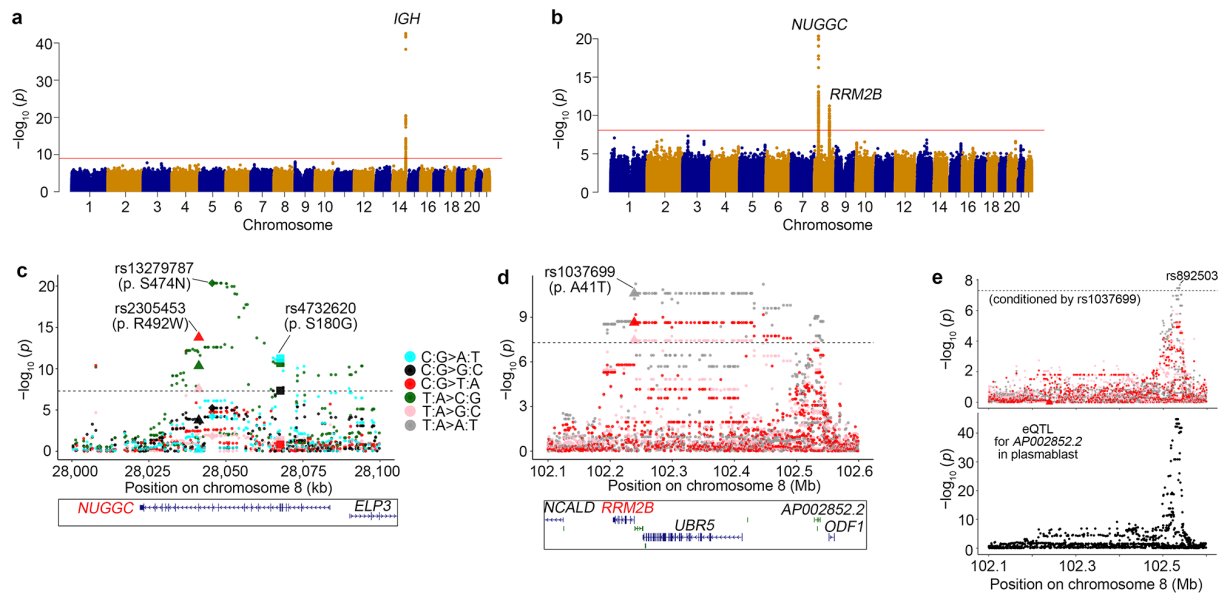 a
IGH
−log10 (p)
40
30
20
10
0
1 2 3 4 5 6 7 8 9 10 12 14 16 18 20
Chromosome
b
NUGGC
RRM2B
−log10 (p)
20
15
10
5
0
1 2 3 4 5 6 7 8 9 10 12 14 16 18 20
Chromosome
c
rs13279787
(p. S474N)
rs2305453
(p. R492W)
rs4732620
(p. S180G)
−log10 (p)
20
15
10
5
0
28,000 28,025 28,050 28,075 28,100
Position on chromosome 8 (kb)
NUGGC
ELP3
C:G>A:T
C:G>G:C
C:G>T:A
T:A>C:G
T:A>G:C
T:A>A:T
d
rs1037699
(p. A41T)
−log10 (p)
9
6
3
0
102.1 102.2 102.3 102.4 102.5 102.6
Position on chromosome 8 (Mb)
NCALD RRM2B
UBR5
AP002852.2
ODF1
e
rs892503
(conditioned by rs1037699)
−log10 (p)
8
6
4
2
0
eQTL
for AP002852.2
in plasmablast
−log10 (p)
40
30
20
10
0
102.1 102.3 102.5
Position on chromosome 8 (Mb)